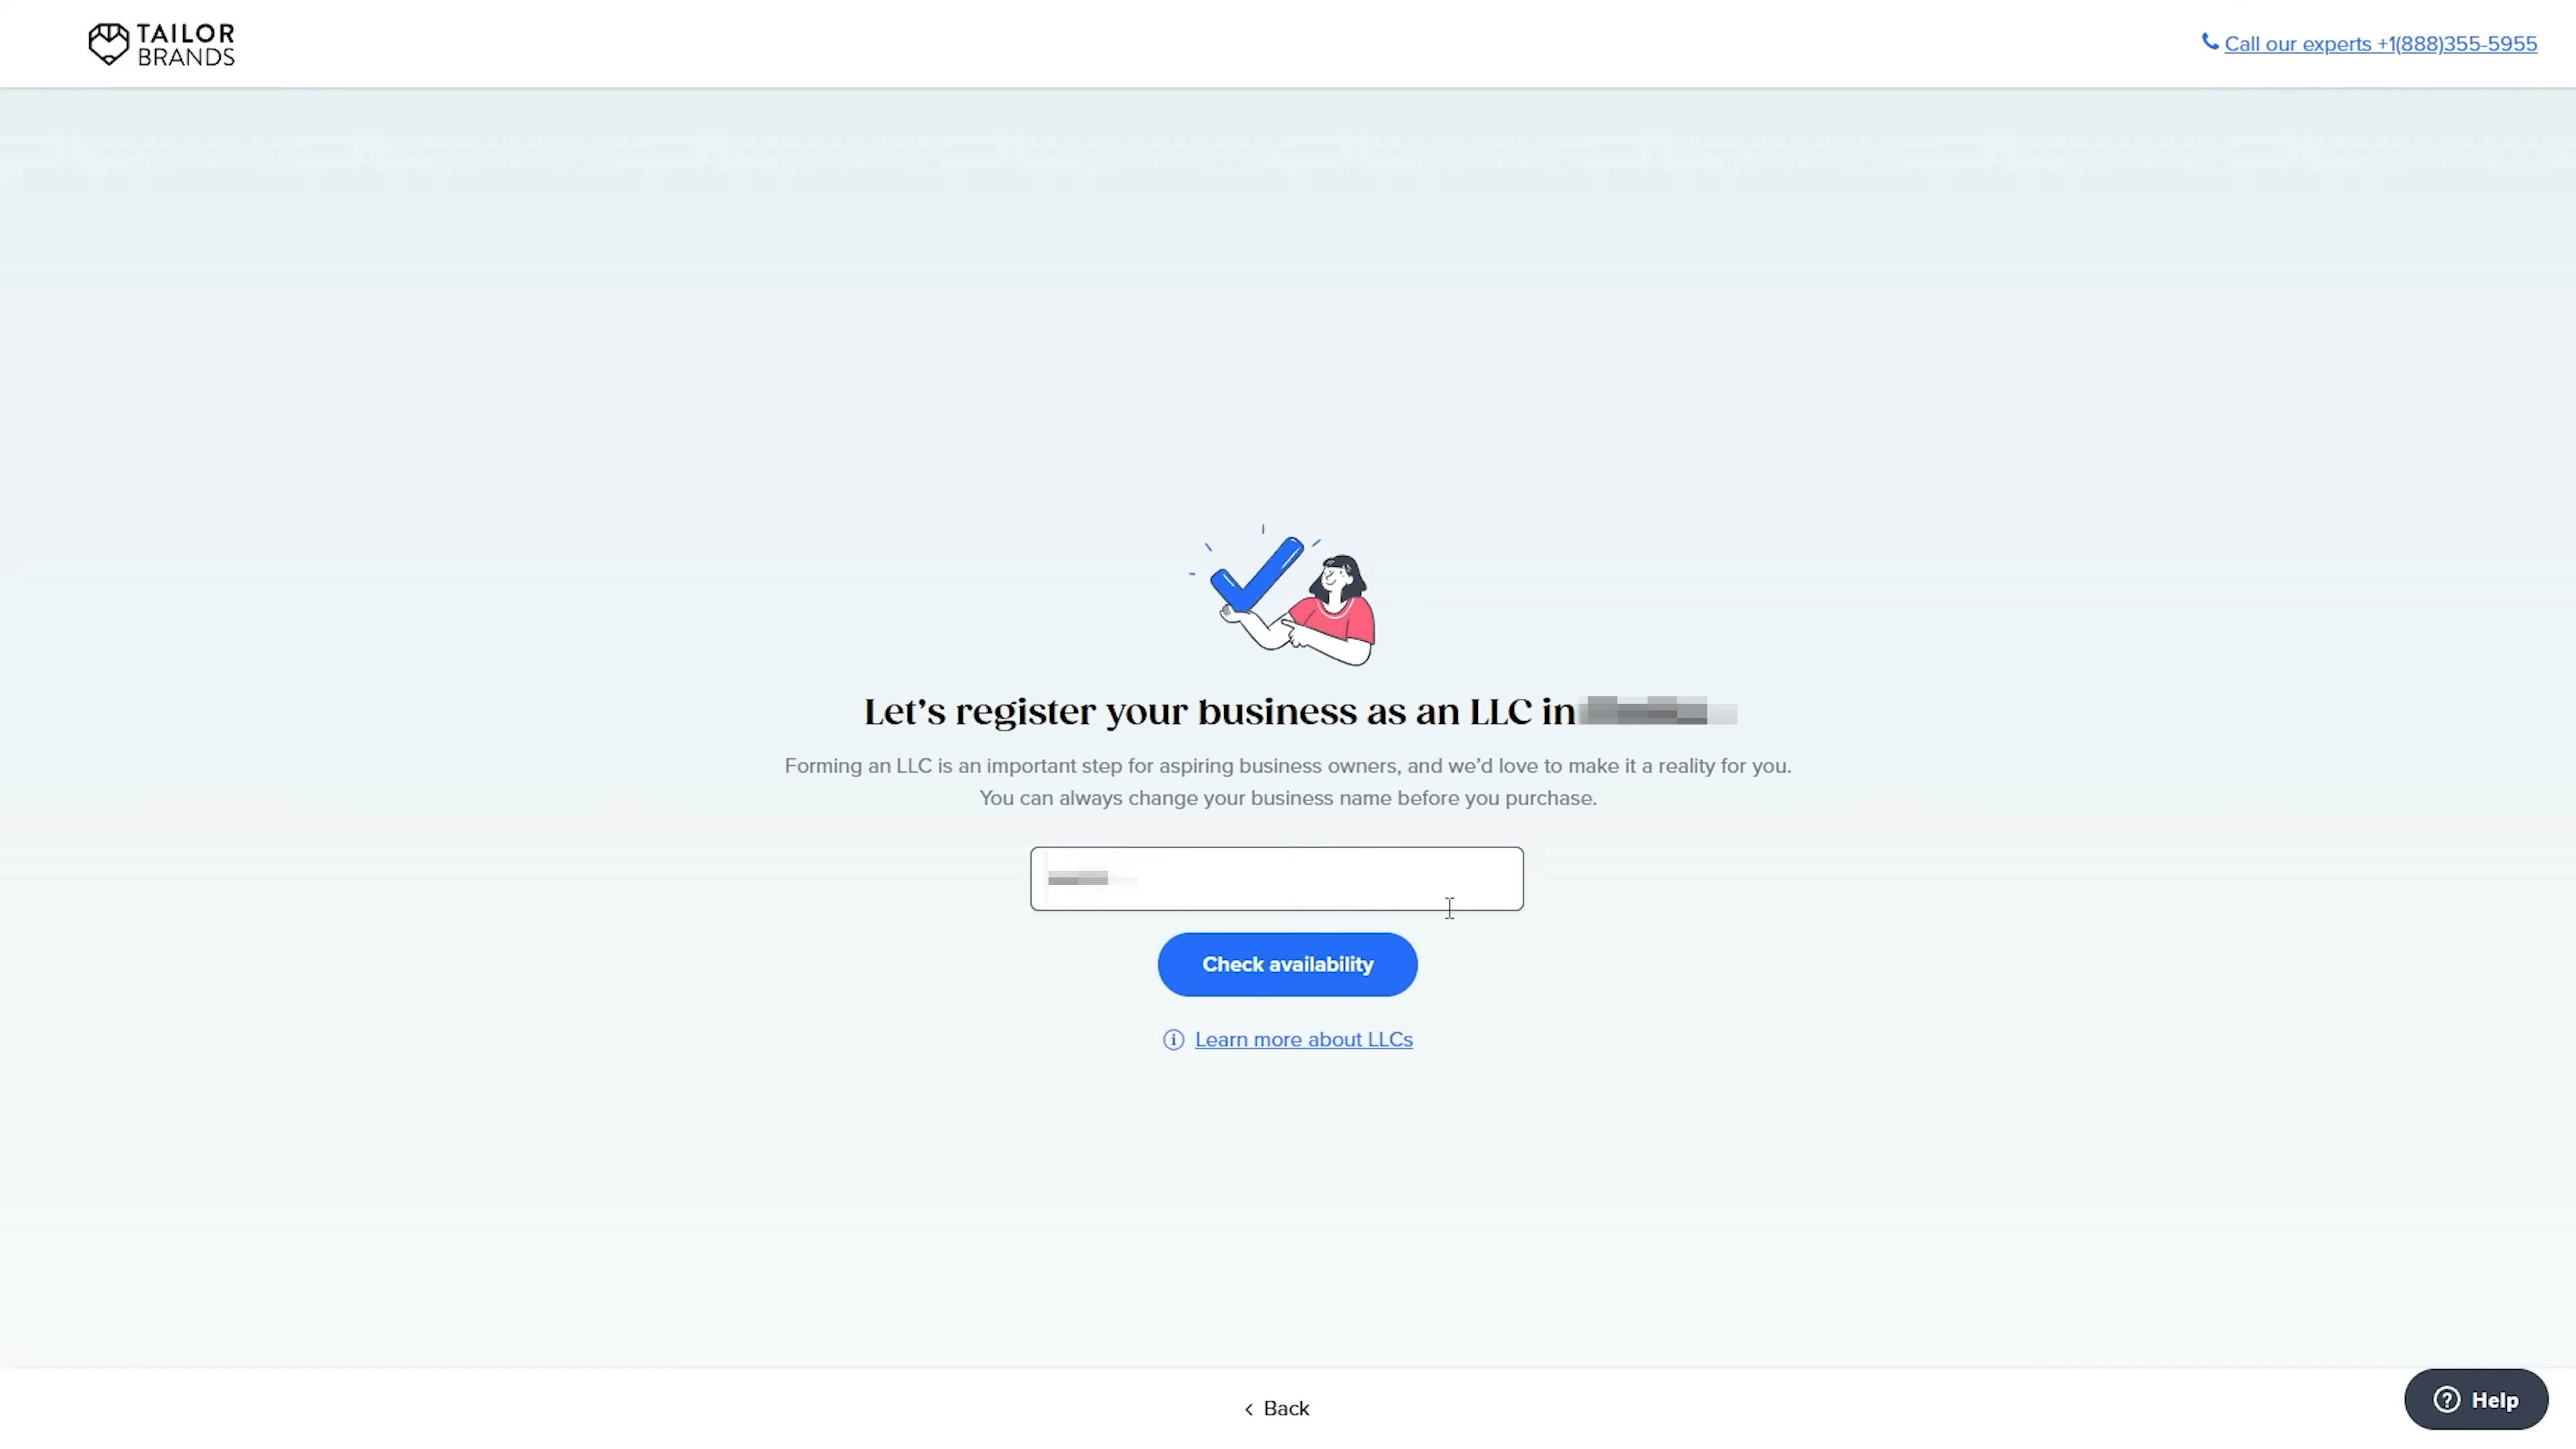 TAILOR
BRANDS
Call our experts +1(888)355-5955
Let's register your business as an LLC in
Forming an LLC is an important step for aspiring business owners, and we'd love to make it a reality for you.
You can always change your business name before you purchase.
Check availability
Learn more about LLCs
< Back
Help